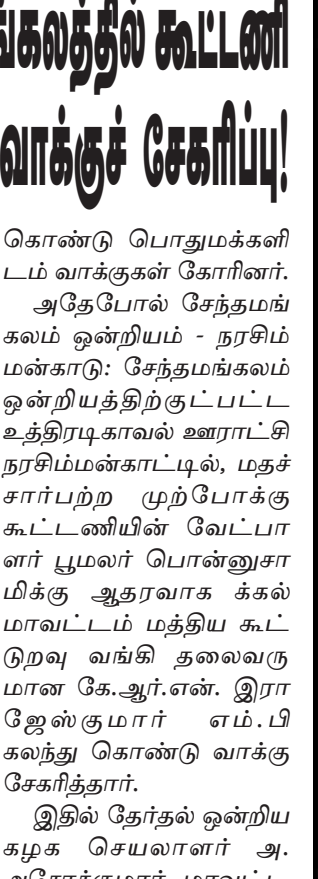 ங்கலத்தில் கூட்டணி
வாக்குச் சேகரிப்பு!
கொண்டு பொதுமக்களி
டம் வாக்குகள் கோரினர்.
அதேபோல் சேந்தமங்
கலம் ஒன்றியம் - நரசிம்
மன்காடு: சேந்தமங்கலம்
ஒன்றியத்திற்குட்பட்ட
உத்திரடிகாவல் ஊராட்சி
நரசிம்மன்காட்டில், மதச்
சார்பற்ற முற்போக்கு
கூட்டணியின் வேட்பா
ளர் பூமலர் பொன்னுசா
மிக்கு ஆதரவாக க்கல்
மாவட்டம் மத்திய கூட்
டுறவு வங்கி தலைவரு
மான கே.ஆர்.என். இரா
ஜேஸ்குமார் எம்.பி
கலந்து கொண்டு வாக்கு
சேகரித்தார்.
இதில் தேர்தல் ஒன்றிய
கழக செயலாளர் அ.